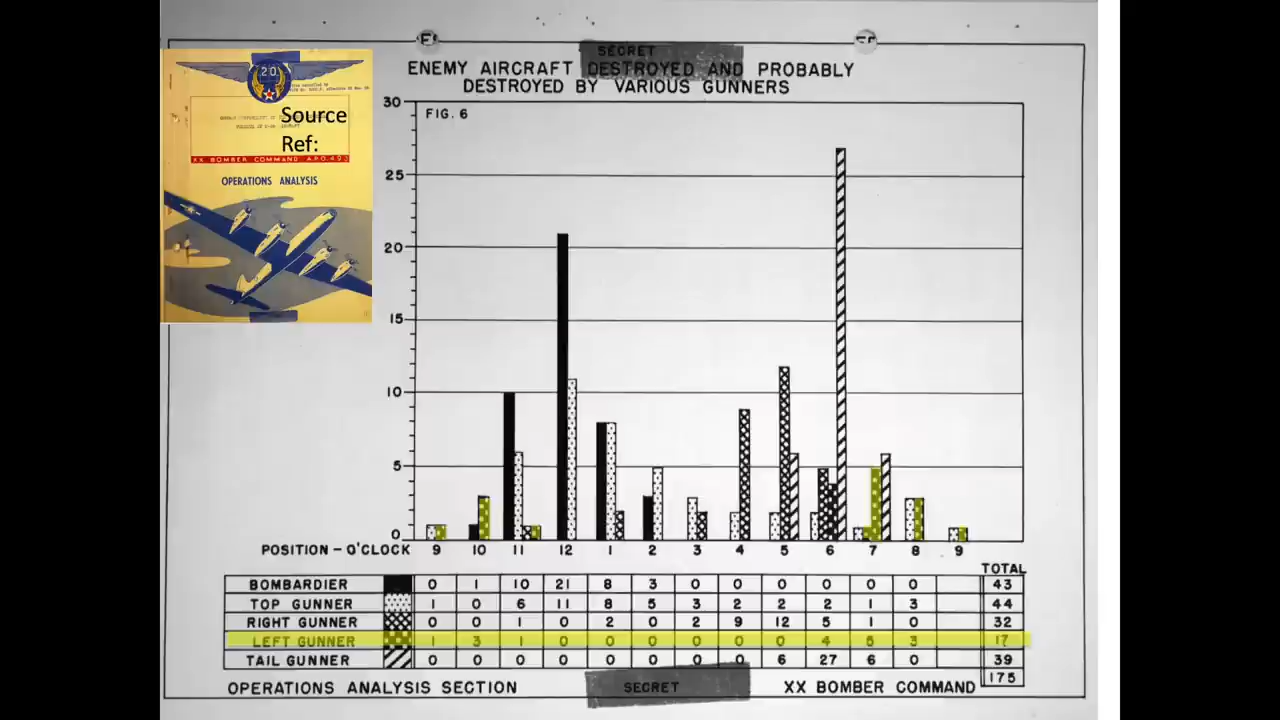 SECRET
ENEMY AIRCRAFT DESTROYED AND PROBABLY
DESTROYED BY VARIOUS GUNNERS
20
Source
Ref:
XX BOMBER COMMAND A.P.O. 493
OPERATIONS ANALYSIS
FIG. 6
30
25
20
15
10
5
0
POSITION - O'CLOCK 9 10 11 12 1 2 3 4 5 6 7 8 9
TOTAL
BOMBARDIER 0 1 10 21 8 3 0 0 0 0 0 0 43
TOP GUNNER 1 0 6 11 8 5 3 2 2 2 1 3 44
RIGHT GUNNER 0 0 1 0 2 0 2 9 12 5 1 0 32
LEFT GUNNER 1 3 1 0 0 0 0 0 0 4 5 3 17
TAIL GUNNER 0 0 0 0 0 0 0 0 6 27 6 0 39
175
OPERATIONS ANALYSIS SECTION SECRET XX BOMBER COMMAND